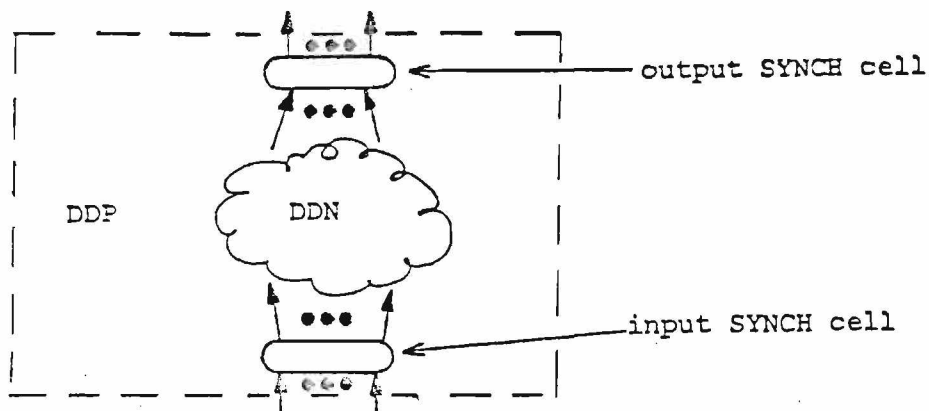 output SYNCH cell
DDP
DDN
input SYNCH cell